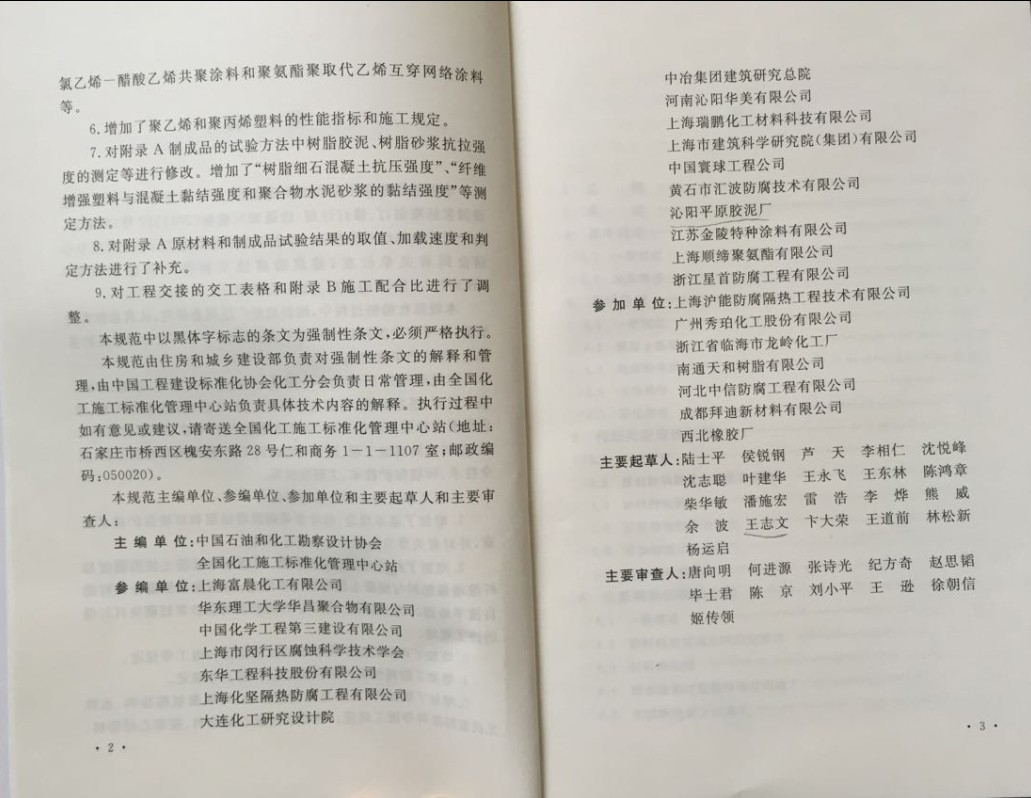 氯乙烯－醋酸乙烯共聚涂料和聚氨酯聚取代乙烯互穿网络涂料
等。
6.增加了聚乙烯和聚丙烯塑料的性能指标和施工规定。
7.对附录 A 制成品的试验方法中树脂胶泥、树脂砂浆抗拉强
度的测定等进行修改。增加了“树脂细石混凝土抗压强度”、“纤维
增强塑料与混凝土黏结强度和聚合物水泥砂浆的黏结强度”等测
定方法。
8.对附录 A 原材料和制成品试验结果的取值、加载速度和判
定方法进行了补充。
9.对工程交接的交工表格和附录 B 施工配合比进行了调
整。
本规范中以黑体字标志的条文为强制性条文，必须严格执行。
本规范由住房和城乡建设部负责对强制性条文的解释和管
理，由中国工程建设标准化协会化工分会负责日常管理，由全国化
工施工标准化管理中心站负责具体技术内容的解释。执行过程中
如有意见或建议，请寄送全国化工施工标准化管理中心站（地址：
石家庄市桥西区槐安东路 28 号仁和商务 1－1－1107 室；邮政编
码：050020）。
本规范主编单位、参编单位、参加单位和主要起草人和主要审
查人：
主编单位：中国石油和化工勘察设计协会
全国化工施工标准化管理中心站
参编单位：上海富晨化工有限公司
华东理工大学华昌聚合物有限公司
中国化学工程第三建设有限公司
上海市闵行区腐蚀科学技术学会
东华工程科技股份有限公司
上海化坚隔热防腐工程有限公司
大连化工研究设计院
· 2 ·
中冶集团建筑研究总院
河南沁阳华美有限公司
上海瑞鹏化工材料科技有限公司
上海市建筑科学研究院（集团）有限公司
中国寰球工程公司
黄石市汇波防腐技术有限公司
沁阳平原胶泥厂
江苏金陵特种涂料有限公司
上海顺缔聚氨酯有限公司
浙江星首防腐工程有限公司
参加单位：上海沪能防腐隔热工程技术有限公司
广州秀珀化工股份有限公司
浙江省临海市龙岭化工厂
南通天和树脂有限公司
河北中信防腐工程有限公司
成都拜迪新材料有限公司
西北橡胶厂
主要起草人：陆士平 侯锐钢 芦 天 李相仁 沈悦峰
沈志聪 叶建华 王永飞 王东林 陈鸿章
柴华敏 潘施宏 雷 浩 李 烨 熊 威
余 波 王志文 卞大荣 王道前 林松新
杨运启
主要审查人：唐向明 何进源 张诗光 纪方奇 赵思韬
毕士君 陈 京 刘小平 王 逊 徐朝信
姬传领
· 3 ·